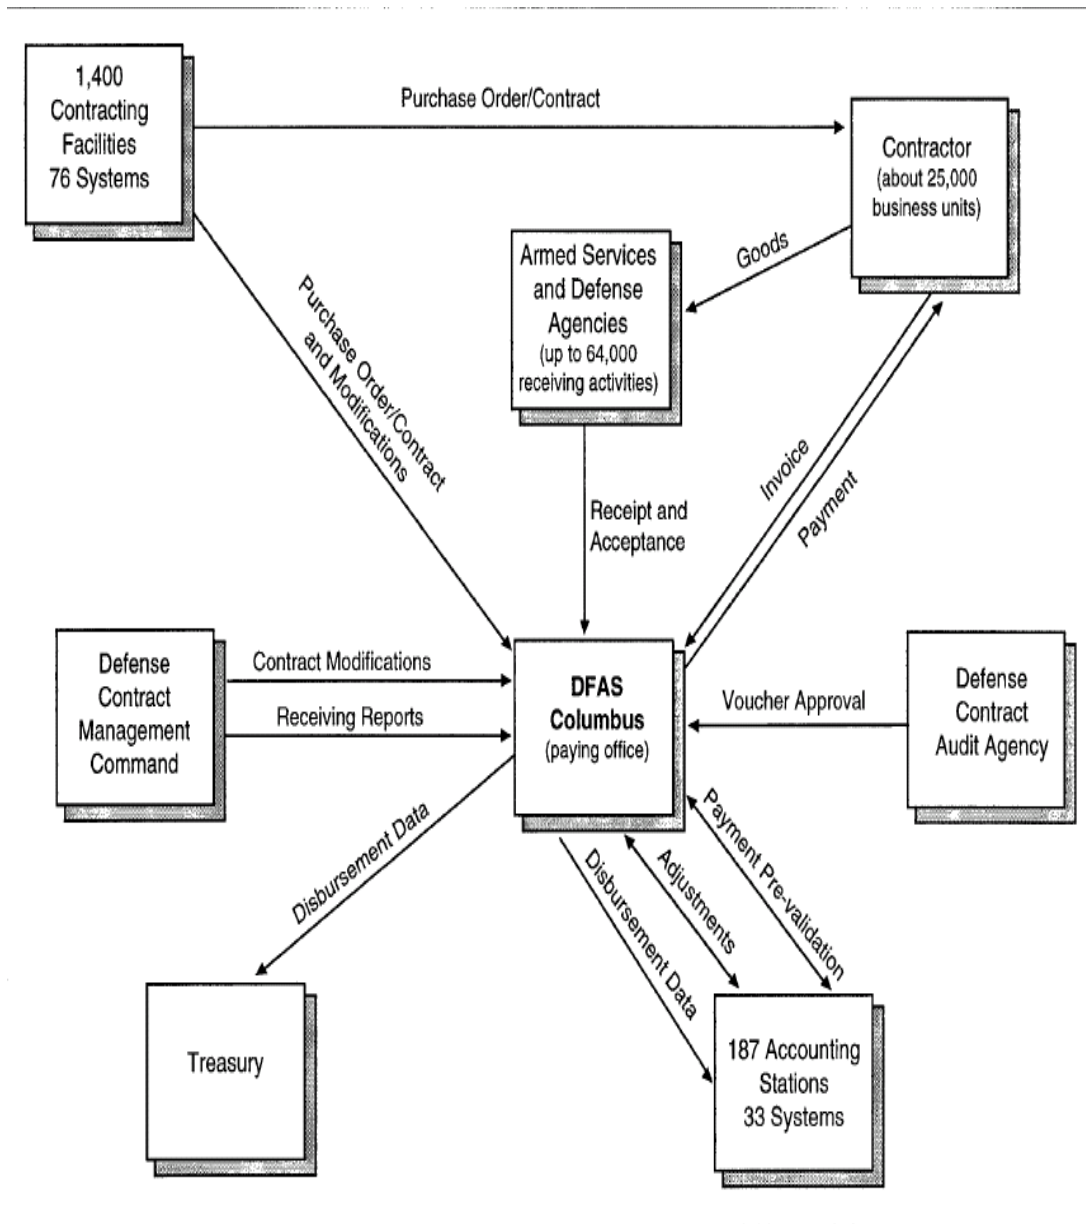 1,400
Contracting
Facilities
76 Systems
Purchase Order/Contract
Contractor
(about 25,000
business units)
Goods
Armed Services
and Defense
Agencies
(up to 64,000
receiving activities)
Purchase Order/Contract
and Modifications
Invoice
Payment
Receipt and
Acceptance
Defense
Contract
Management
Command
Contract Modifications
Receiving Reports
DFAS
Columbus
(paying office)
Voucher Approval
Defense
Contract
Audit Agency
Disbursement Data
Disbursement Data
Adjustments
Payment Pre-validation
Treasury
187 Accounting
Stations
33 Systems